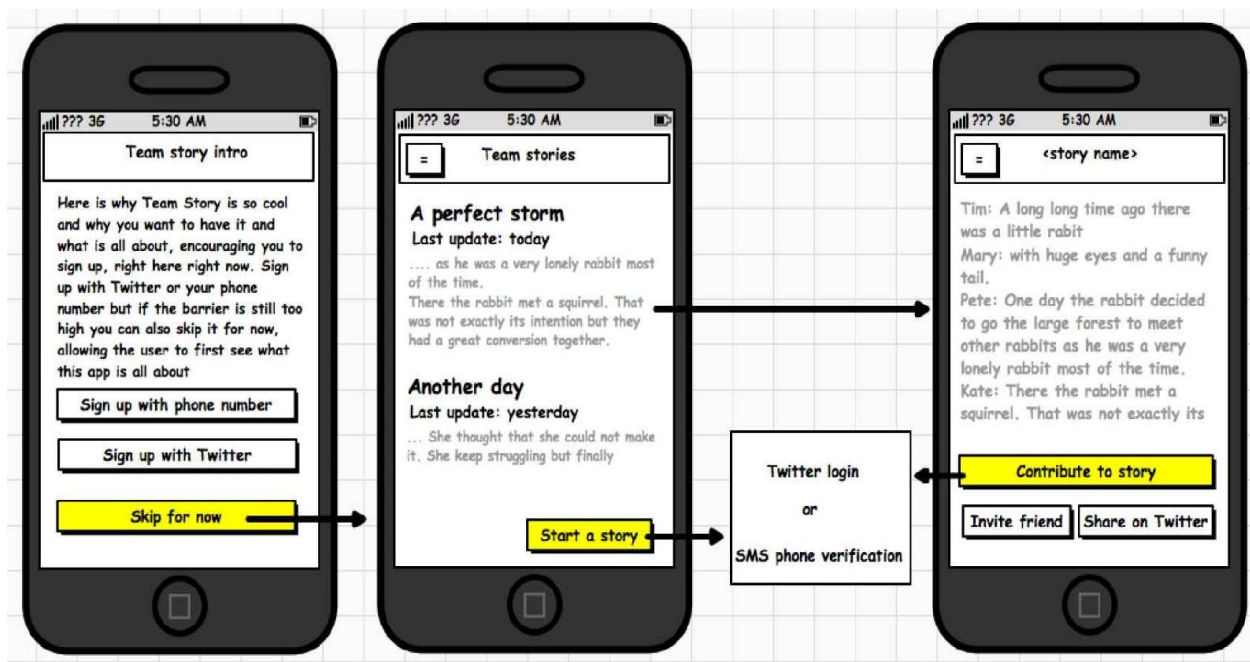 ??? 3G 5:30 AM
Team story intro
Here is why Team Story is so cool
and why you want to have it and
what is all about, encouraging you to
sign up, right here right now. Sign
up with Twitter or your phone
number but if the barrier is still too
high you can also skip it for now,
allowing the user to first see what
this app is all about
Sign up with phone number
Sign up with Twitter
Skip for now
??? 3G 5:30 AM
=
Team stories
A perfect storm
Last update: today
.... as he was a very lonely rabbit most
of the time.
There the rabbit met a squirrel. That
was not exactly its intention but they
had a great conversion together.
Another day
Last update: yesterday
... She thought that she could not make
it. She keep struggling but finally
Start a story
Twitter login
or
SMS phone verification
??? 3G 5:30 AM
=
<story name>
Tim: A long long time ago there
was a little rabit
Mary: with huge eyes and a funny
tail.
Pete: One day the rabbit decided
to go the large forest to meet
other rabbits as he was a very
lonely rabbit most of the time.
Kate: There the rabbit met a
squirrel. That was not exactly its
Contribute to story
Invite friend
Share on Twitter